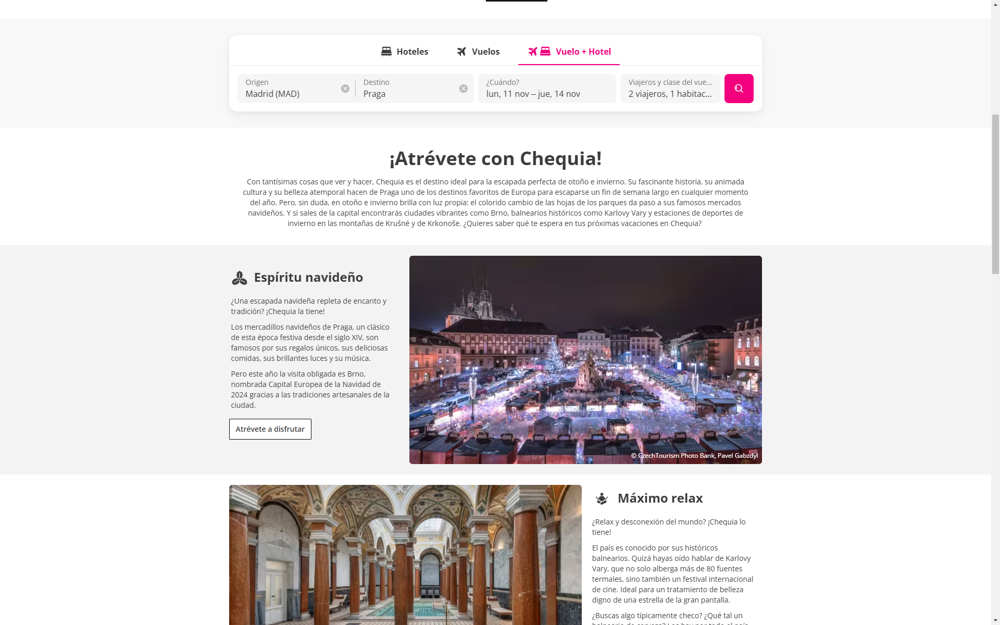 Hoteles
Vuelos
Vuelo + Hotel
Origen
Madrid (MAD)
Destino
Praga
¿Cuándo?
lun, 11 nov – jue, 14 nov
Viajeros y clase del vue...
2 viajeros, 1 habitac...
¡Atrévete con Chequia!
Con tantísimas cosas que ver y hacer, Chequia es el destino ideal para la escapada perfecta de otoño e invierno. Su fascinante historia, su animada
cultura y su belleza atemporal hacen de Praga uno de los destinos favoritos de Europa para escaparse un fin de semana largo en cualquier momento
del año. Pero, sin duda, en otoño e invierno brilla con luz propia: el colorido cambio de las hojas de los parques da paso a sus famosos mercados
navideños. Y si sales de la capital encontrarás ciudades vibrantes como Brno, balnearios históricos como Karlovy Vary y estaciones de deportes de
invierno en las montañas de Krušné y de Krkonoše. ¿Quieres saber qué te espera en tus próximas vacaciones en Chequia?
Espíritu navideño
¿Una escapada navideña repleta de encanto y
tradición? ¡Chequia la tiene!
Los mercadillos navideños de Praga, un clásico
de esta época festiva desde el siglo XIV, son
famosos por sus regalos únicos, sus deliciosas
comidas, sus brillantes luces y su música.
Pero este año la visita obligada es Brno,
nombrada Capital Europea de la Navidad de
2024 gracias a las tradiciones artesanales de la
ciudad.
Atrévete a disfrutar
© CzechTourism Photo Bank, Pavel Gabzdyl
Máximo relax
¿Relax y desconexión del mundo? ¡Chequia lo
tiene!
El país es conocido por sus históricos
balnearios. Quizá hayas oído hablar de Karlovy
Vary, que no solo alberga más de 80 fuentes
termales, sino también un festival internacional
de cine. Ideal para un tratamiento de belleza
digno de una estrella de la gran pantalla.
¿Buscas algo típicamente checo? ¿Qué tal un
balneario de cerveza? Los hay por todo el país,